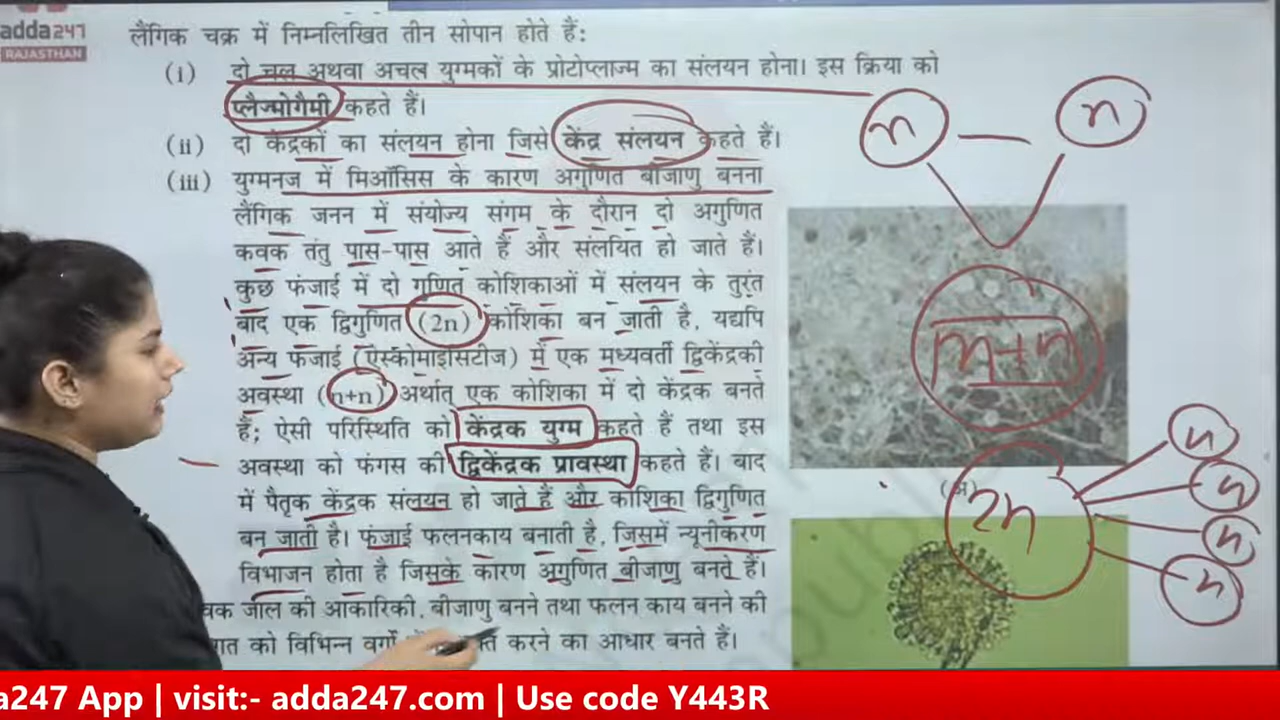 adda247
RAJASTHAN
लैंगिक चक्र में निम्नलिखित तीन सोपान होते हैं:
(i) दो चल अथवा अचल युग्मकों के प्रोटोप्लाज्म का संलयन होना। इस क्रिया को
प्लैज्मोगैमी कहते हैं।
(ii) दो केंद्रकों का संलयन होना जिसे केंद्र संलयन कहते हैं।
(iii) युग्मनज में मिऑसिस के कारण अगुणित बीजाणु बनना
लैंगिक जनन में संयोज्य संगम के दौरान दो अगुणित
कवक तंतु पास-पास आते हैं और संलयित हो जाते हैं।
कुछ फंजाई में दो गुणित कोशिकाओं में संलयन के तुरंत
बाद एक द्विगुणित (2n) कोशिका बन जाती है, यद्यपि
अन्य फंजाई (ऐस्कोमाइसिटीज) में एक मध्यवर्ती द्विकेंद्रकी
अवस्था (n+n) अर्थात् एक कोशिका में दो केंद्रक बनते
हैं; ऐसी परिस्थिति को केंद्रक युग्म कहते हैं तथा इस
अवस्था को फंगस की द्विकेंद्रक प्रावस्था कहते हैं। बाद
में पैतृक केंद्रक संलयन हो जाते हैं और कोशिका द्विगुणित
बन जाती है। फंजाई फलनकाय बनाती है, जिसमें न्यूनीकरण
विभाजन होता है जिसके कारण अगुणित बीजाणु बनते हैं।
जाल की आकारिकी, बीजाणु बनने तथा फलन काय बनने की
को विभिन्न करने का आधार बनते हैं।
n n
n+n
(अ)
2n
n
n
n
n
a247 App | visit:- adda247.com | Use code Y443R